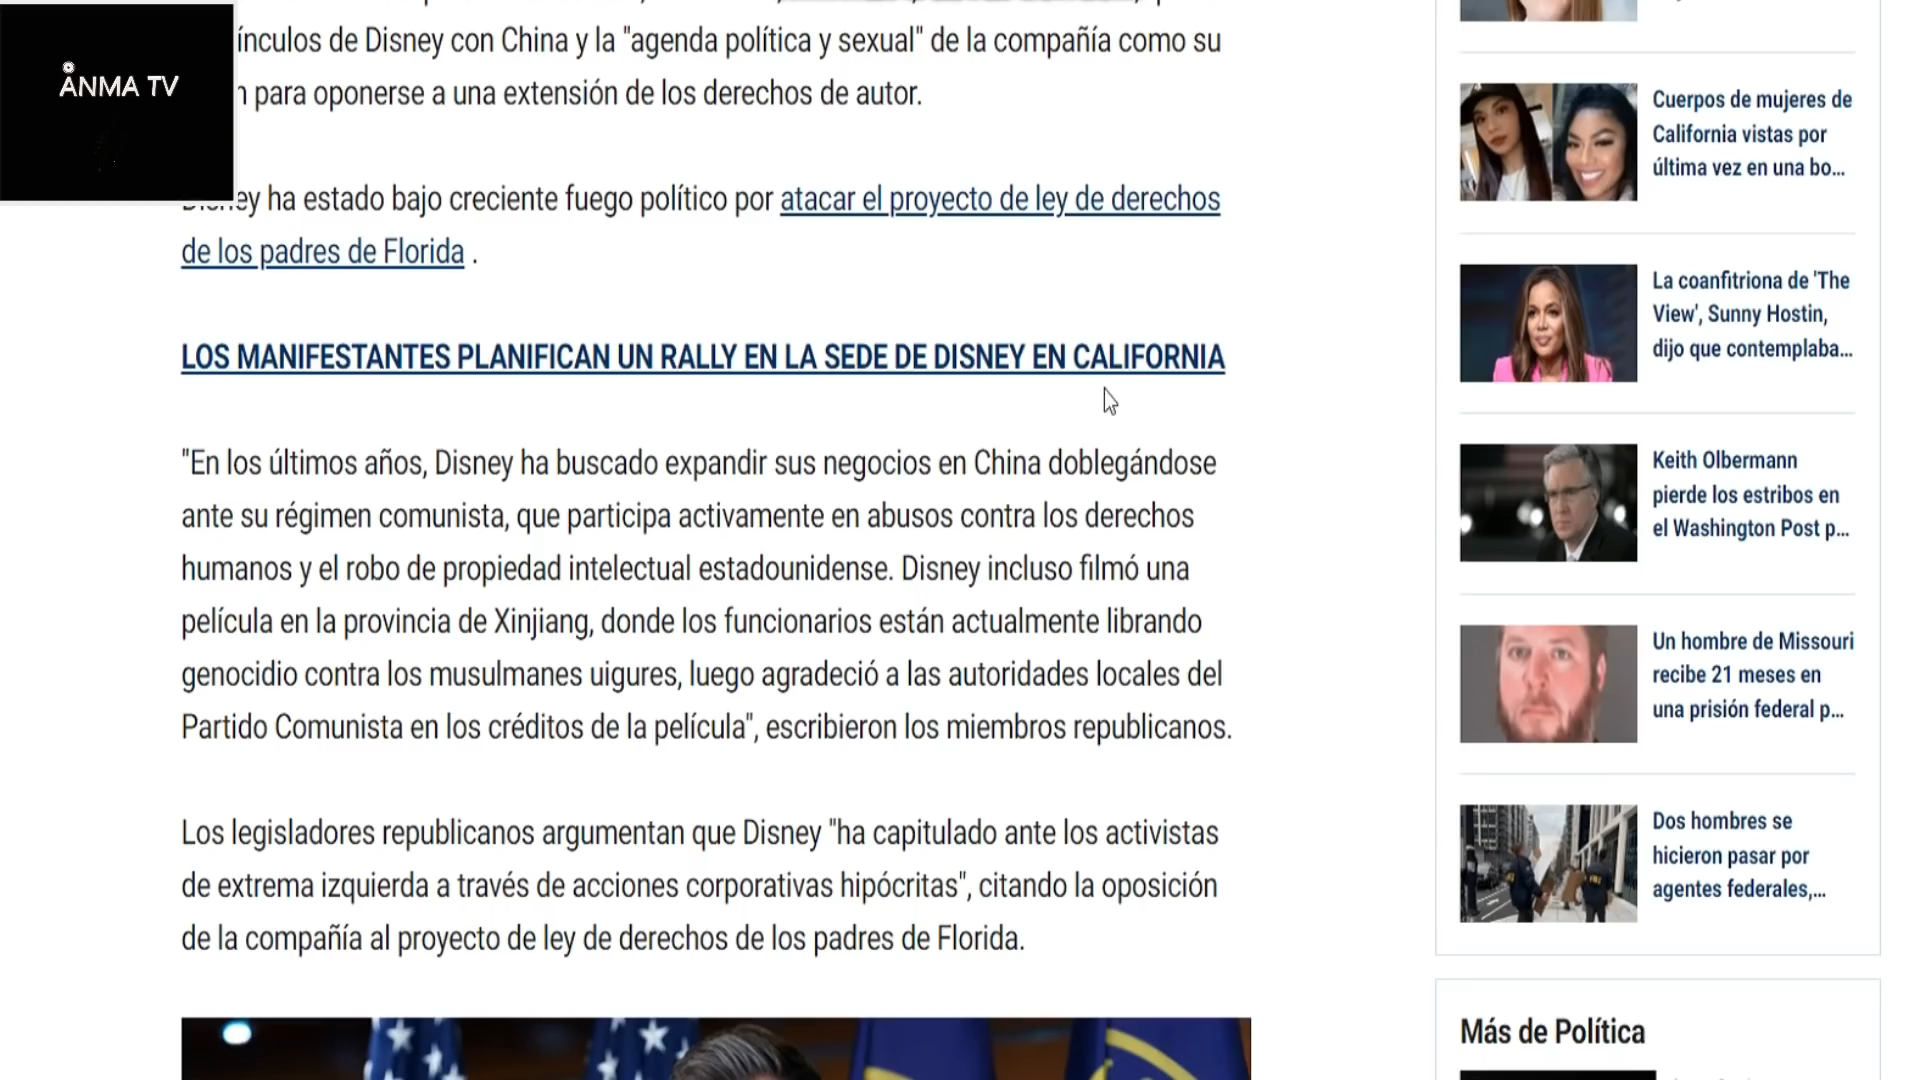 ANMA TV
ínculos de Disney con China y la "agenda política y sexual" de la compañía como su
para oponerse a una extensión de los derechos de autor.
ha estado bajo creciente fuego político por atacar el proyecto de ley de derechos
de los padres de Florida .
LOS MANIFESTANTES PLANIFICAN UN RALLY EN LA SEDE DE DISNEY EN CALIFORNIA
"En los últimos años, Disney ha buscado expandir sus negocios en China doblegándose
ante su régimen comunista, que participa activamente en abusos contra los derechos
humanos y el robo de propiedad intelectual estadounidense. Disney incluso filmó una
película en la provincia de Xinjiang, donde los funcionarios están actualmente librando
genocidio contra los musulmanes uigures, luego agradeció a las autoridades locales del
Partido Comunista en los créditos de la película", escribieron los miembros republicanos.
Los legisladores republicanos argumentan que Disney "ha capitulado ante los activistas
de extrema izquierda a través de acciones corporativas hipócritas", citando la oposición
de la compañía al proyecto de ley de derechos de los padres de Florida.
Cuerpos de mujeres de
California vistas por
última vez en una bo...
La coanfitriona de 'The
View', Sunny Hostin,
dijo que contemplaba...
Keith Olbermann
pierde los estribos en
el Washington Post p...
Un hombre de Missouri
recibe 21 meses en
una prisión federal p...
Dos hombres se
hicieron pasar por
agentes federales,...
Más de Política